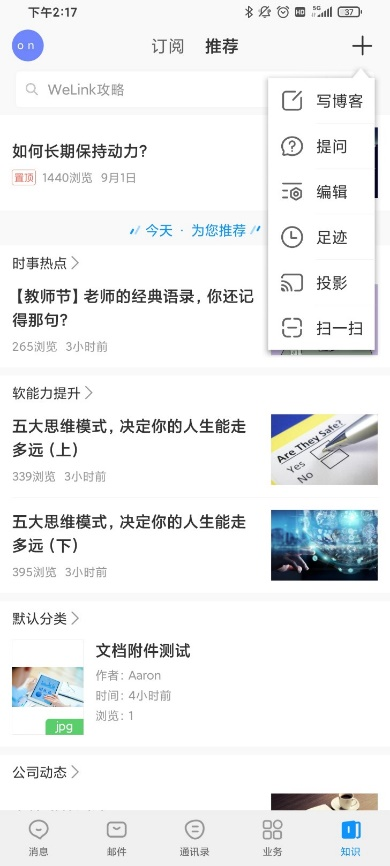 下午2:17
HD
5G
37
on
订阅
推荐
WeLink攻略
写博客
提问
编辑
足迹
投影
扫一扫
如何长期保持动力?
置顶 1440浏览 9月1日
今天 · 为您推荐
时事热点
【教师节】老师的经典语录，你还记
得那句?
265浏览 3小时前
软能力提升
五大思维模式，决定你的人生能走
多远（上）
339浏览 3小时前
Are They Safe?
Yes
No
五大思维模式，决定你的人生能走
多远（下）
395浏览 3小时前
默认分类
文档附件测试
作者: Aaron
时间: 4小时前
浏览: 1
jpg
公司动态
消息
邮件
通讯录
业务
知识